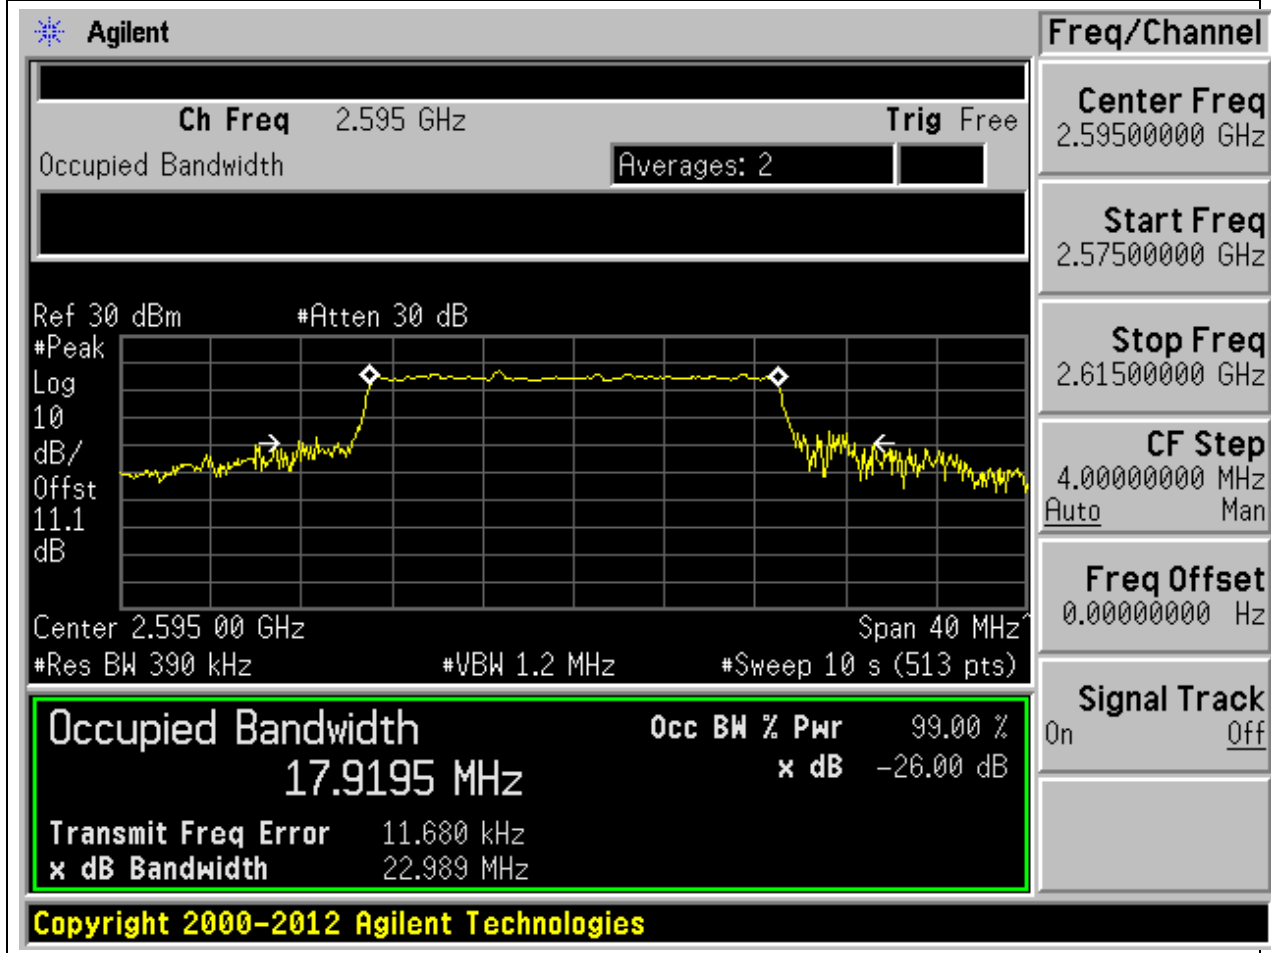 Agilent
Freq/Channel
Ch Freq 2.595 GHz Trig Free
Occupied Bandwidth Averages: 2
Center Freq
2.59500000 GHz
Start Freq
2.57500000 GHz
Stop Freq
2.61500000 GHz
CF Step
4.00000000 MHz
Auto Man
Freq Offset
0.00000000 Hz
Signal Track
On Off
Ref 30 dBm #Atten 30 dB
#Peak
Log
10
dB/
Offst
11.1
dB
Center 2.595 00 GHz Span 40 MHz^
#Res BW 390 kHz #VBW 1.2 MHz #Sweep 10 s (513 pts)
Occupied Bandwidth Occ BW % Pwr 99.00 %
17.9195 MHz x dB -26.00 dB
Transmit Freq Error 11.680 kHz
x dB Bandwidth 22.989 MHz
Copyright 2000-2012 Agilent Technologies